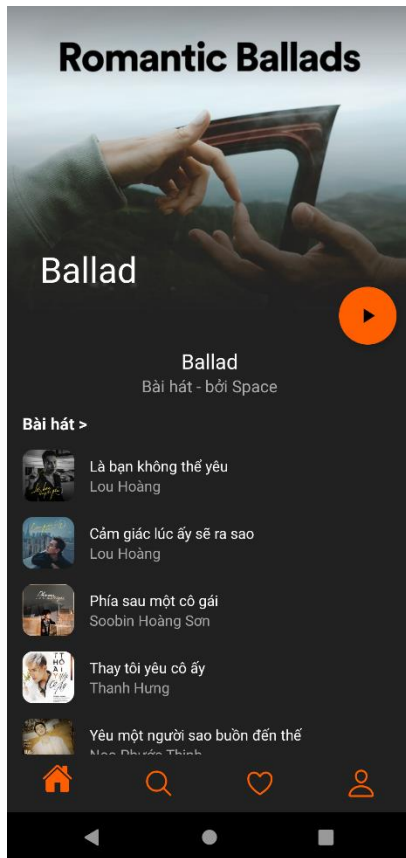 Romantic Ballads
Ballad
Ballad
Bài hát - bởi Space
Bài hát >
Là bạn không thể yêu
Lou Hoàng
Cảm giác lúc ấy sẽ ra sao
Lou Hoàng
Phía sau một cô gái
Soobin Hoàng Sơn
Thay tôi yêu cô ấy
Thanh Hưng
Yêu một người sao buồn đến thế